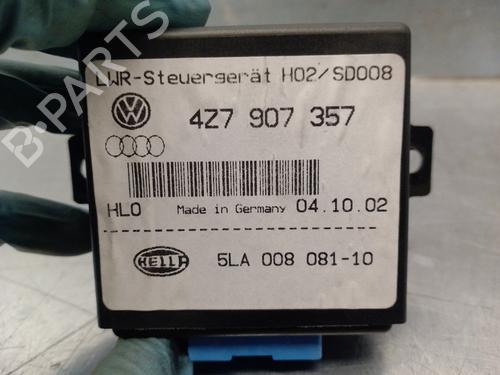 LWR-Steuergerät H02/SD008
4Z7 907 357
HLO Made in Germany 04.10.02
HELLA 5LA 008 081-10
B-PARTS